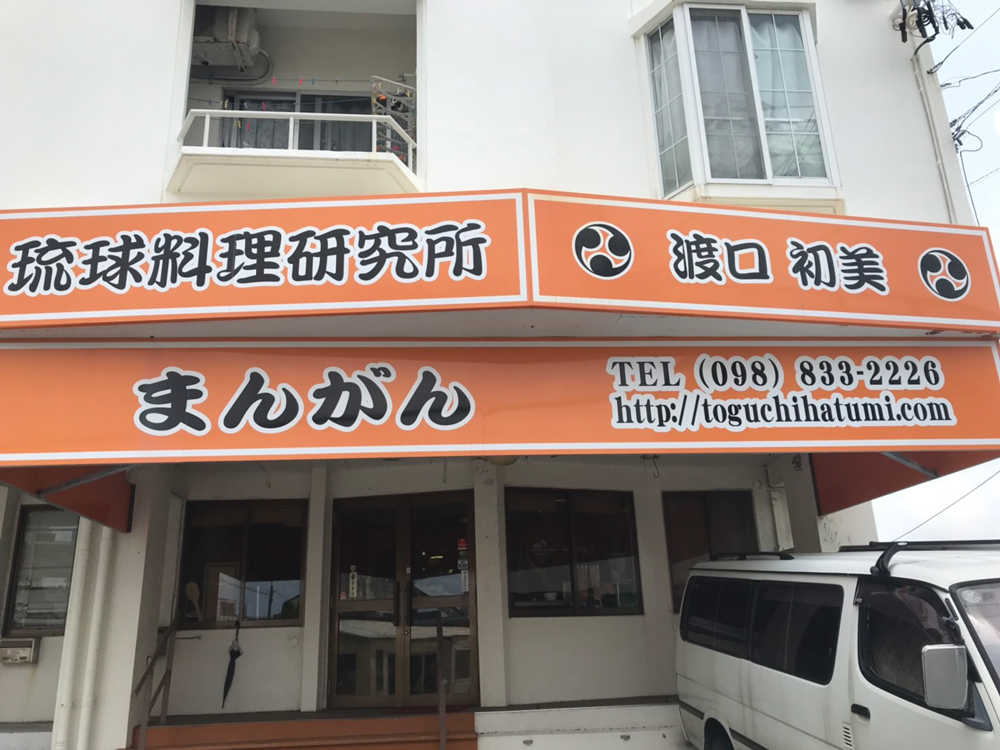 琉球料理研究所
渡口 初美
まんがん
TEL (098) 833-2226
http://toguchihatumi.com